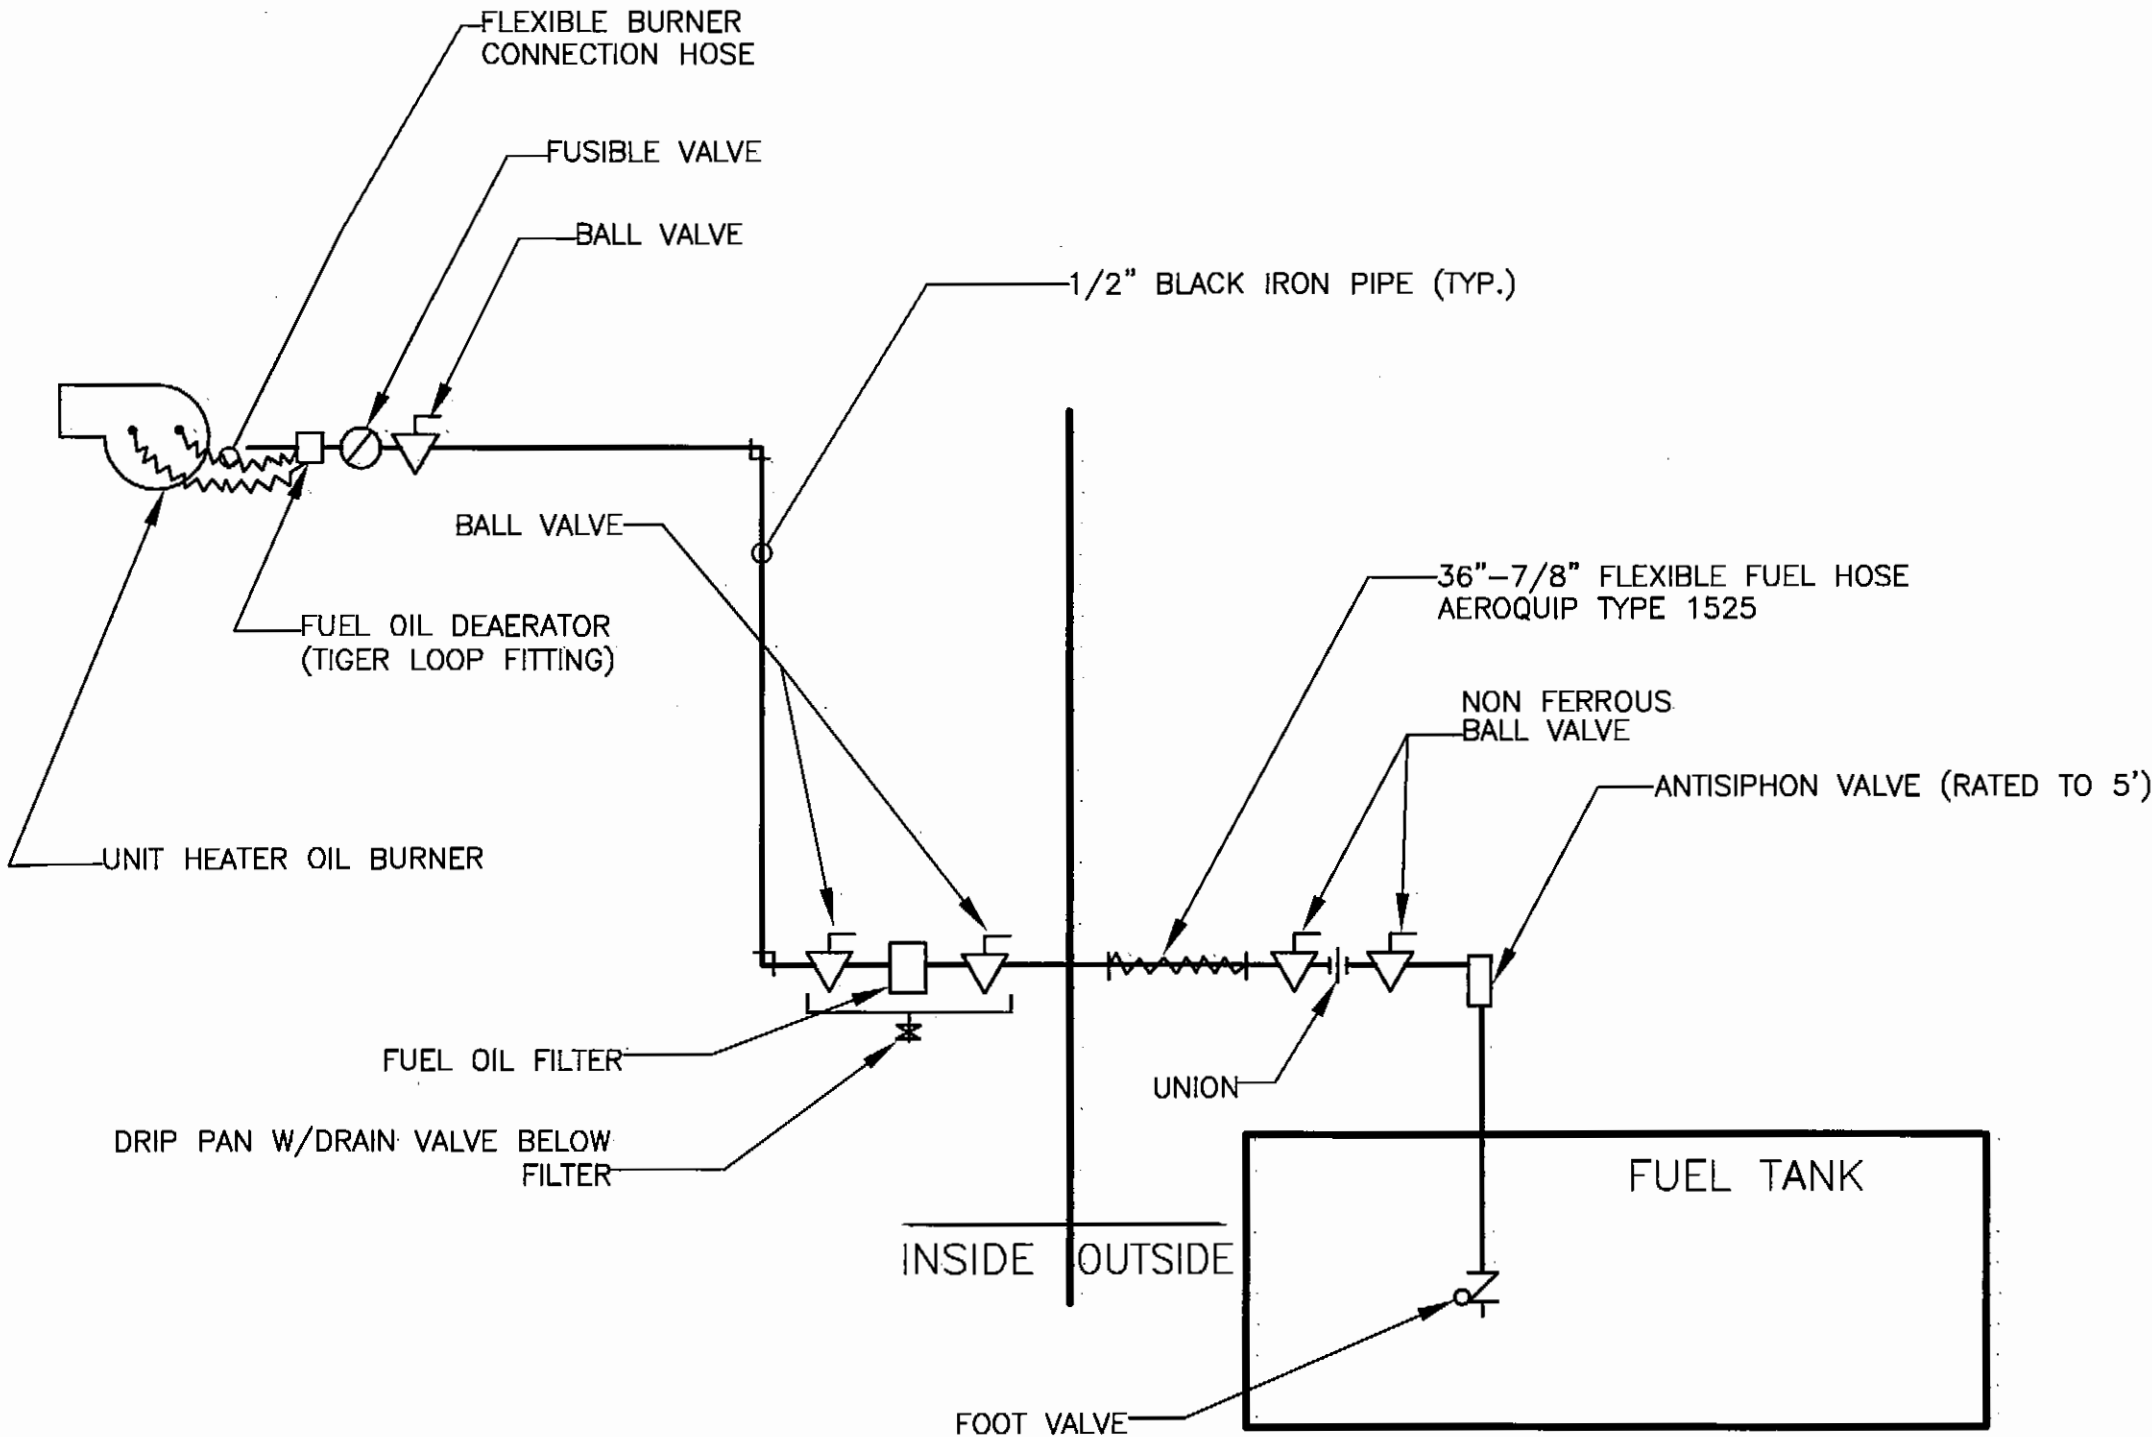 FLEXIBLE BURNER
CONNECTION HOSE
FUSIBLE VALVE
BALL VALVE
1/2" BLACK IRON PIPE (TYP.)
BALL VALVE
36"-7/8" FLEXIBLE FUEL HOSE
AEROQUIP TYPE 1525
FUEL OIL DEAERATOR
(TIGER LOOP FITTING)
NON FERROUS
BALL VALVE
ANTISIPHON VALVE (RATED TO 5')
UNIT HEATER OIL BURNER
FUEL OIL FILTER
UNION
DRIP PAN W/DRAIN VALVE BELOW
FILTER
FUEL TANK
INSIDE
OUTSIDE
FOOT VALVE